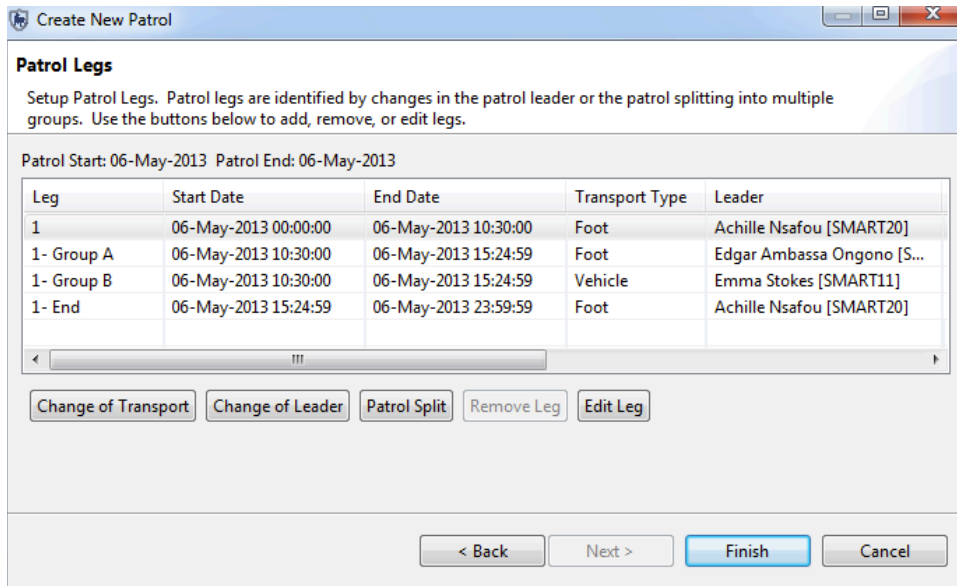 Create New Patrol
Patrol Legs
Setup Patrol Legs. Patrol legs are identified by changes in the patrol leader or the patrol splitting into multiple
groups. Use the buttons below to add, remove, or edit legs.
Patrol Start: 06-May-2013 Patrol End: 06-May-2013
Leg Start Date End Date Transport Type Leader
1 06-May-2013 00:00:00 06-May-2013 10:30:00 Foot Achille Nsafou [SMART20]
1- Group A 06-May-2013 10:30:00 06-May-2013 15:24:59 Foot Edgar Ambassa Ongono [S...
1- Group B 06-May-2013 10:30:00 06-May-2013 15:24:59 Vehicle Emma Stokes [SMART11]
1- End 06-May-2013 15:24:59 06-May-2013 23:59:59 Foot Achille Nsafou [SMART20]
Change of Transport Change of Leader Patrol Split Remove Leg Edit Leg
< Back Next > Finish Cancel